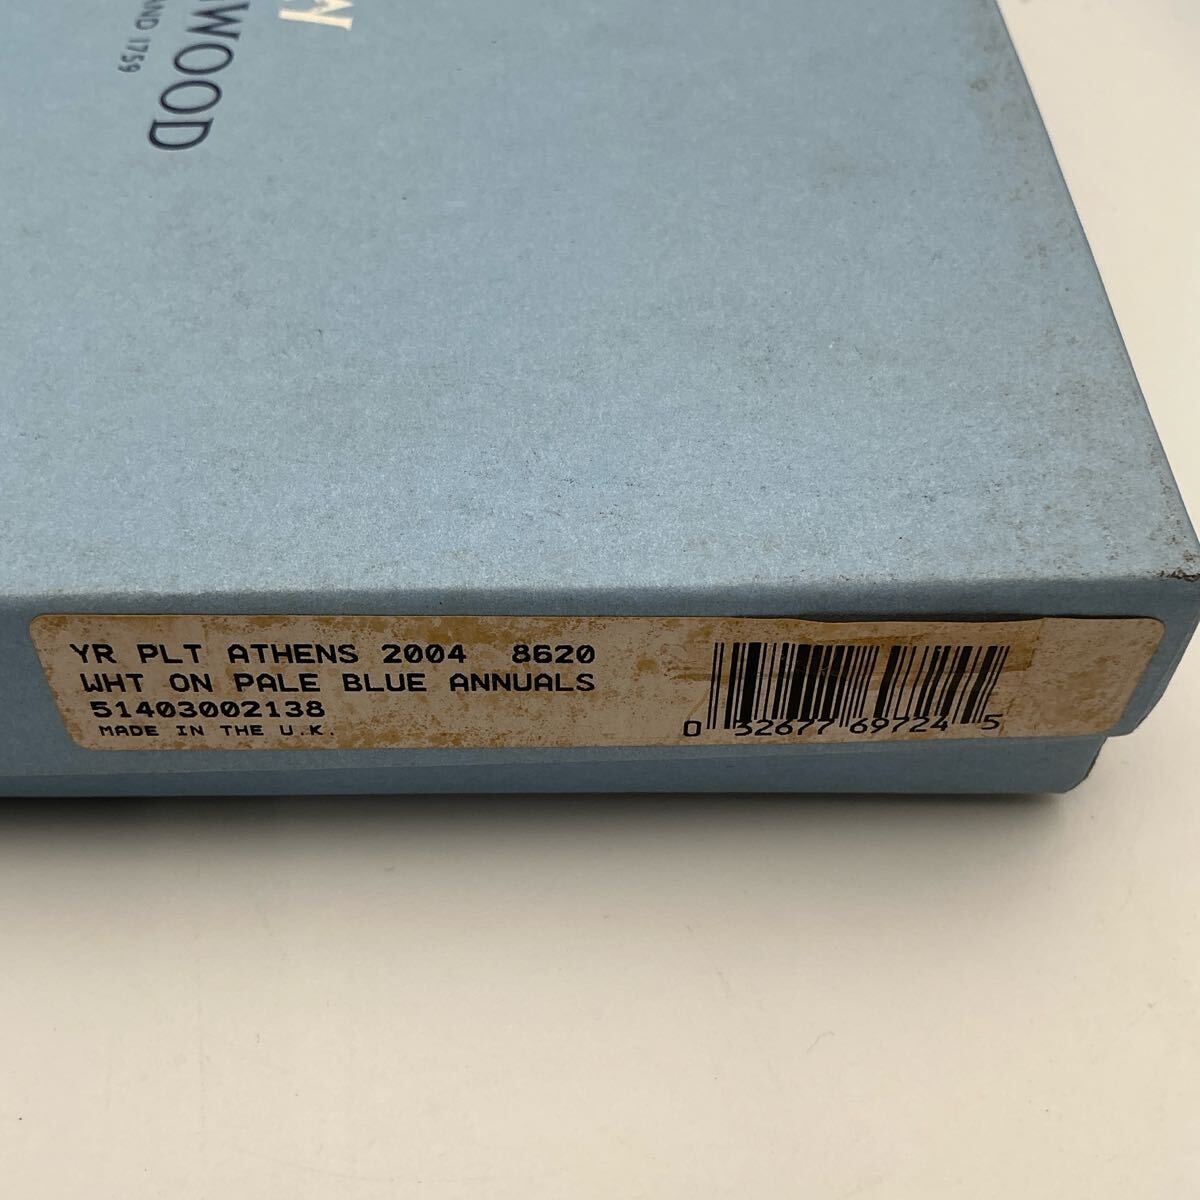 W
WOOD
AND 1759
YR PLT ATHENS 2004 8620
WHT ON PALE BLUE ANNUALS
51403002138
MADE IN THE U.K.
0 32677 69724 5